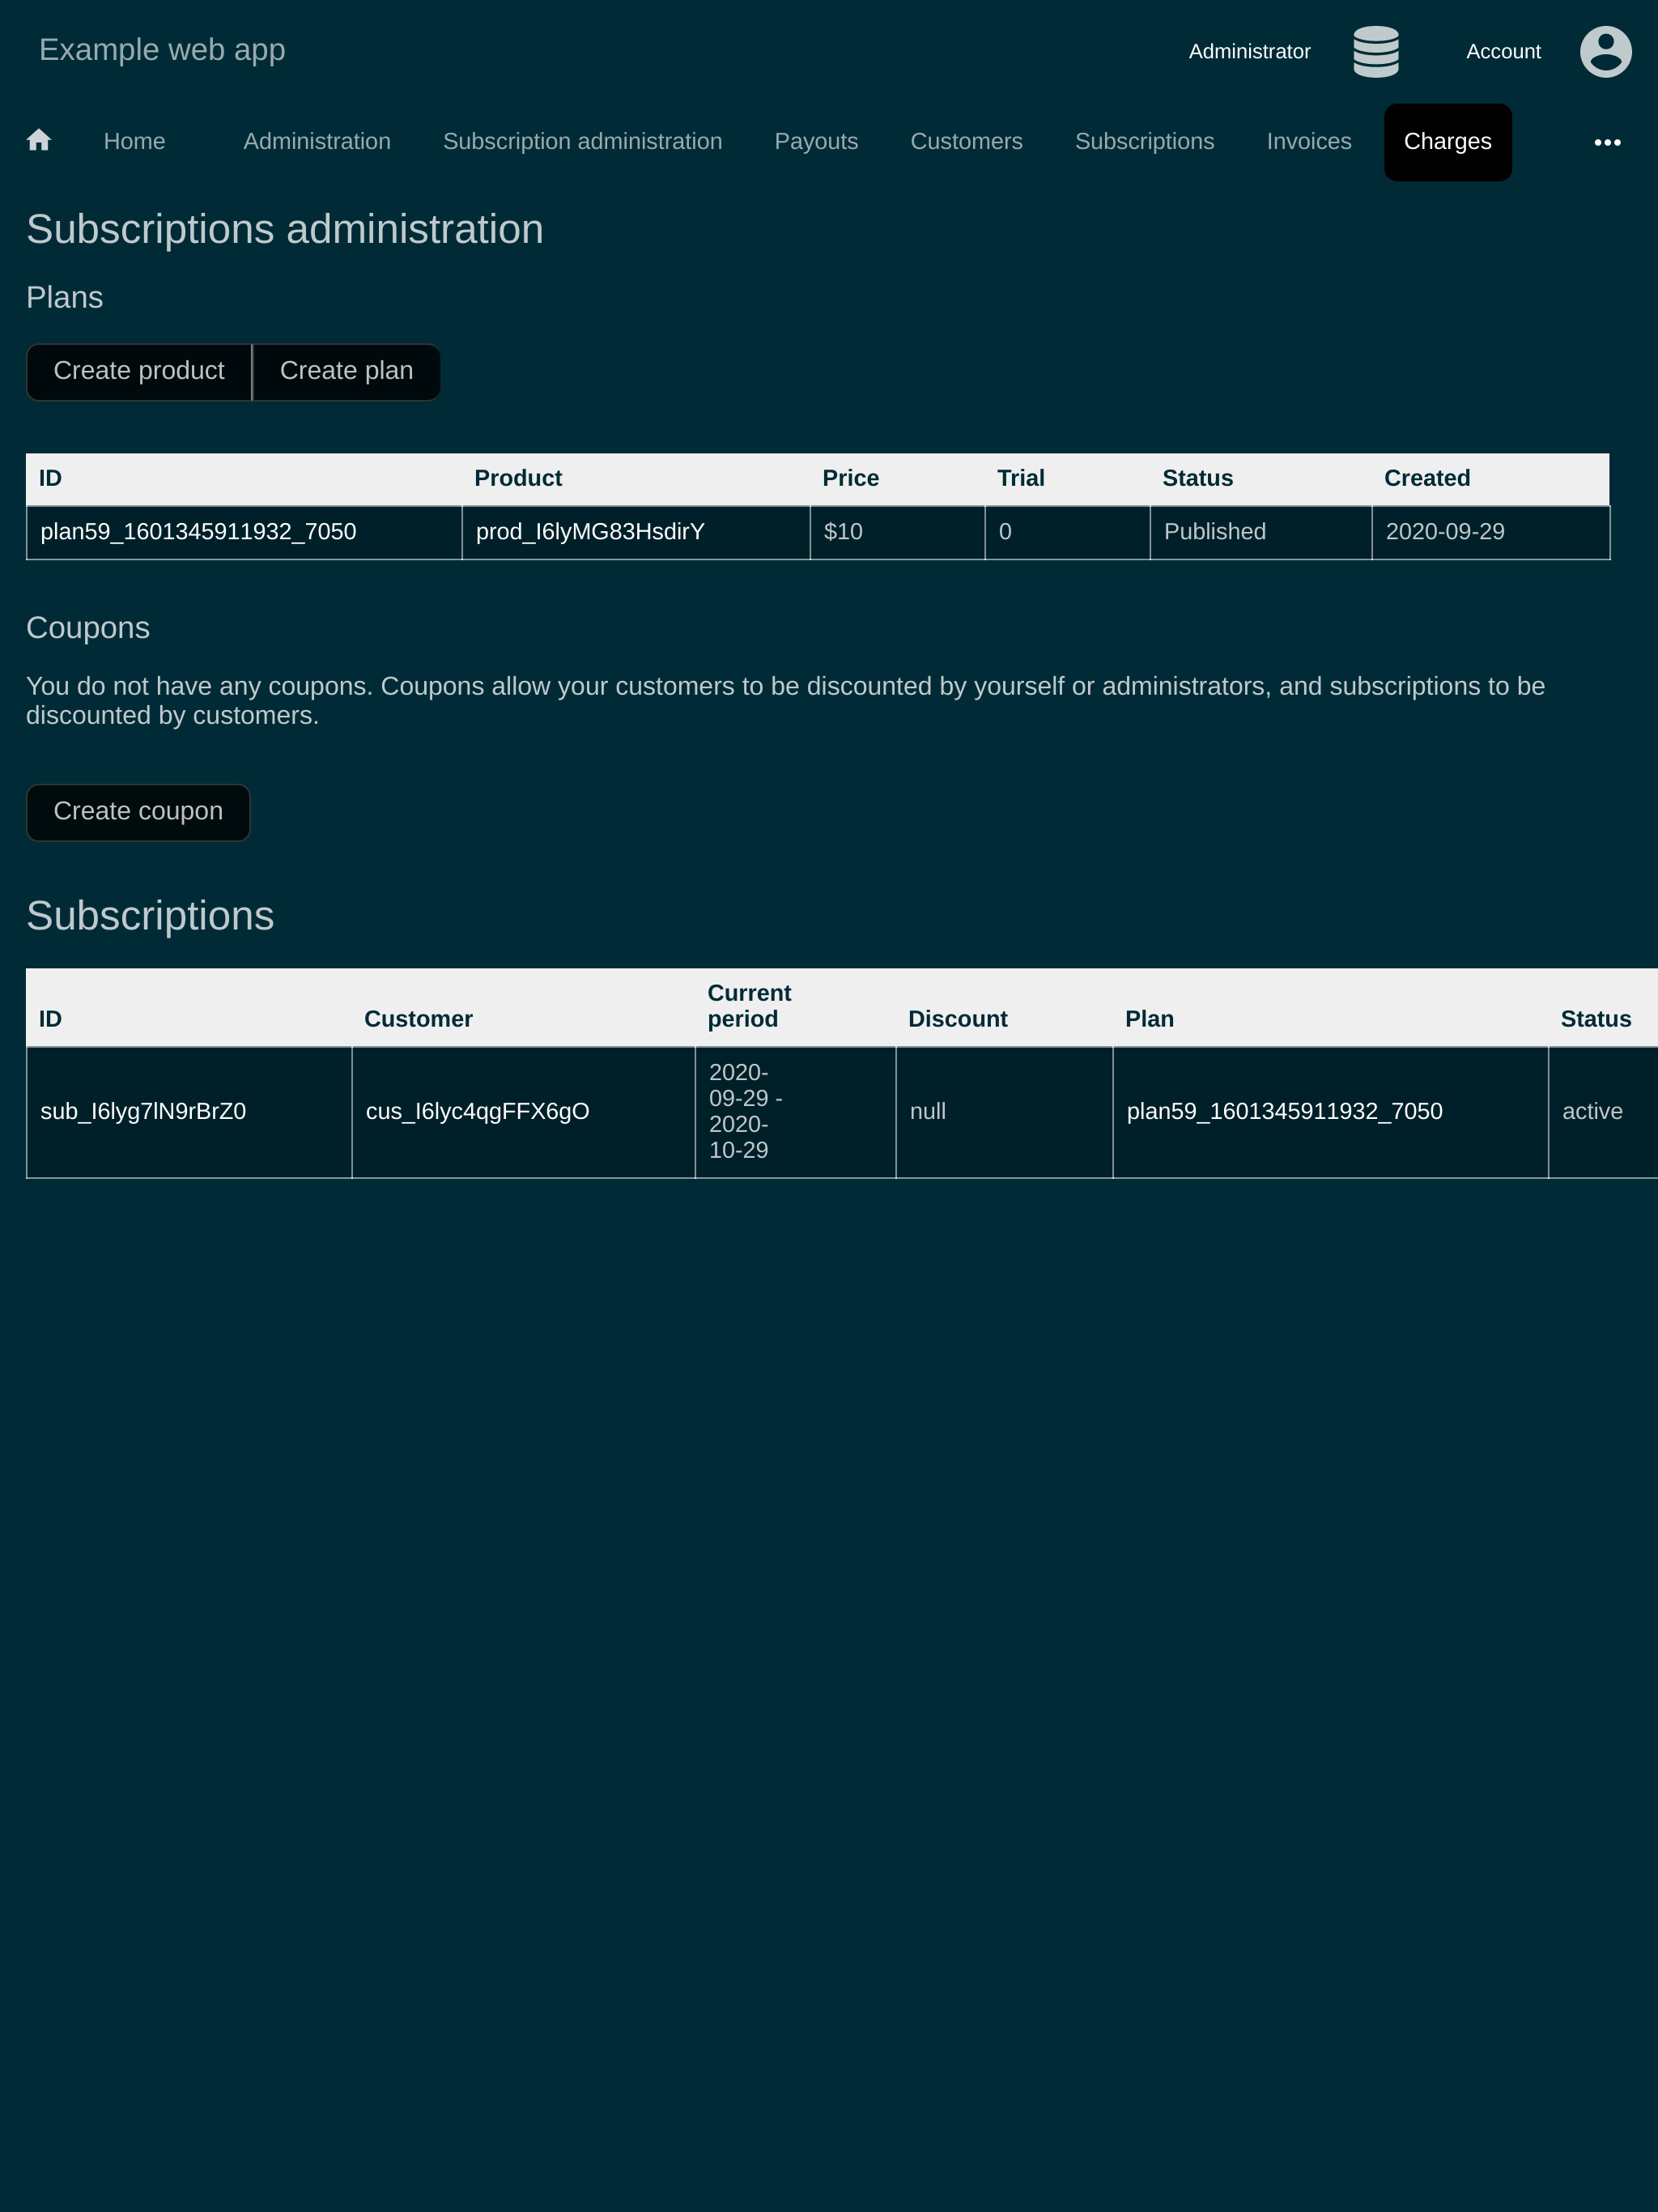 Example web app
Administrator
Account
Home Administration Subscription administration Payouts Customers Subscriptions Invoices Charges
Subscriptions administration
Plans
Create product Create plan
ID Product Price Trial Status Created
plan59_1601345911932_7050 prod_I6lyMG83HsdirY $10 0 Published 2020-09-29
Coupons
You do not have any coupons. Coupons allow your customers to be discounted by yourself or administrators, and subscriptions to be
discounted by customers.
Create coupon
Subscriptions
ID Customer Current period Discount Plan Status
sub_I6lyg7lN9rBrZ0 cus_I6lyc4qgFFX6gO 2020-09-29 - 2020-10-29 null plan59_1601345911932_7050 active